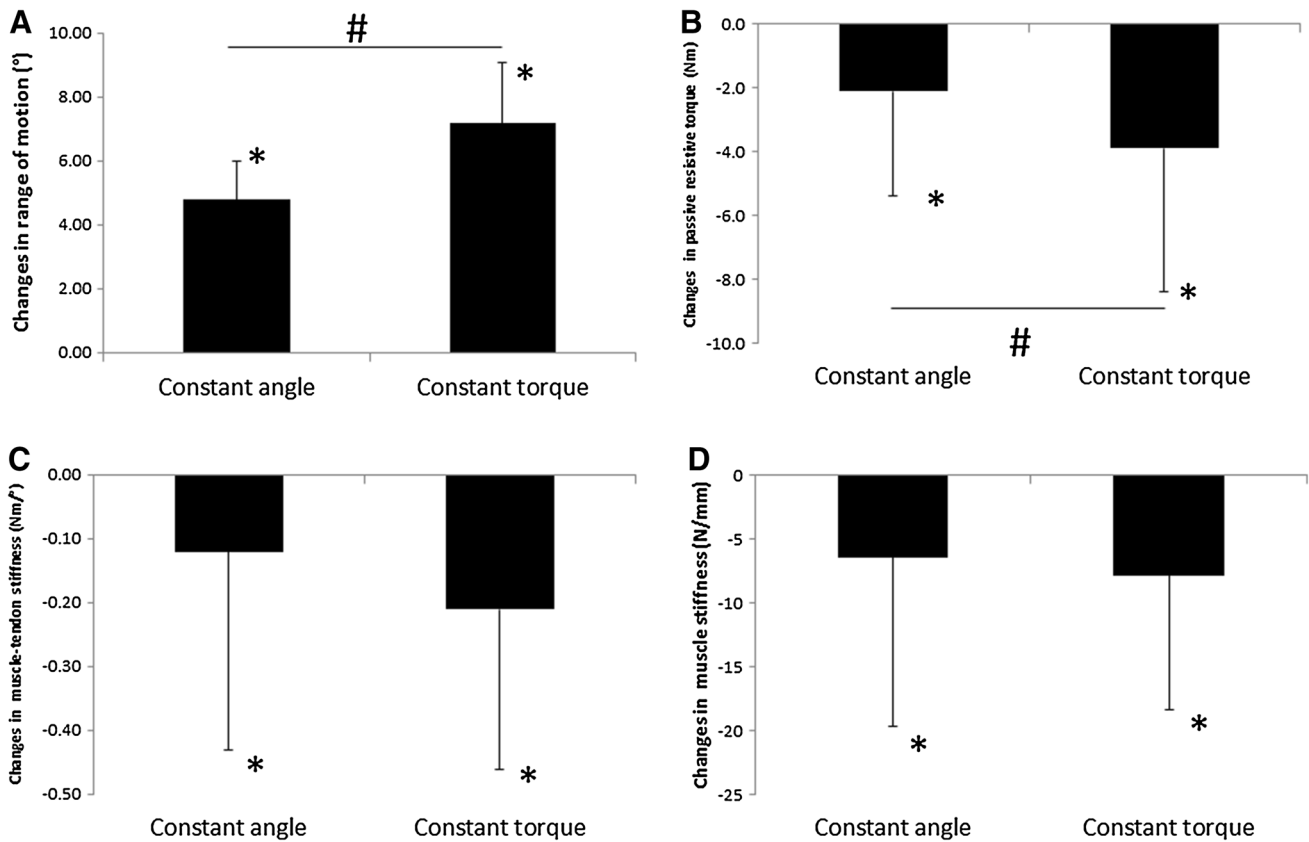 A
Changes in range of motion (°)
10.00
8.00
6.00
4.00
2.00
0.00
#
*
*
Constant angle
Constant torque
B
Changes in passive resistive torque (Nm)
0.0
-2.0
-4.0
-6.0
-8.0
-10.0
*
*
#
Constant angle
Constant torque
C
Changes in muscle-tendon stiffness (Nm/°)
0.00
-0.10
-0.20
-0.30
-0.40
-0.50
*
*
Constant angle
Constant torque
D
Changes in muscle stiffness (N/mm)
0
-5
-10
-15
-20
-25
*
*
Constant angle
Constant torque